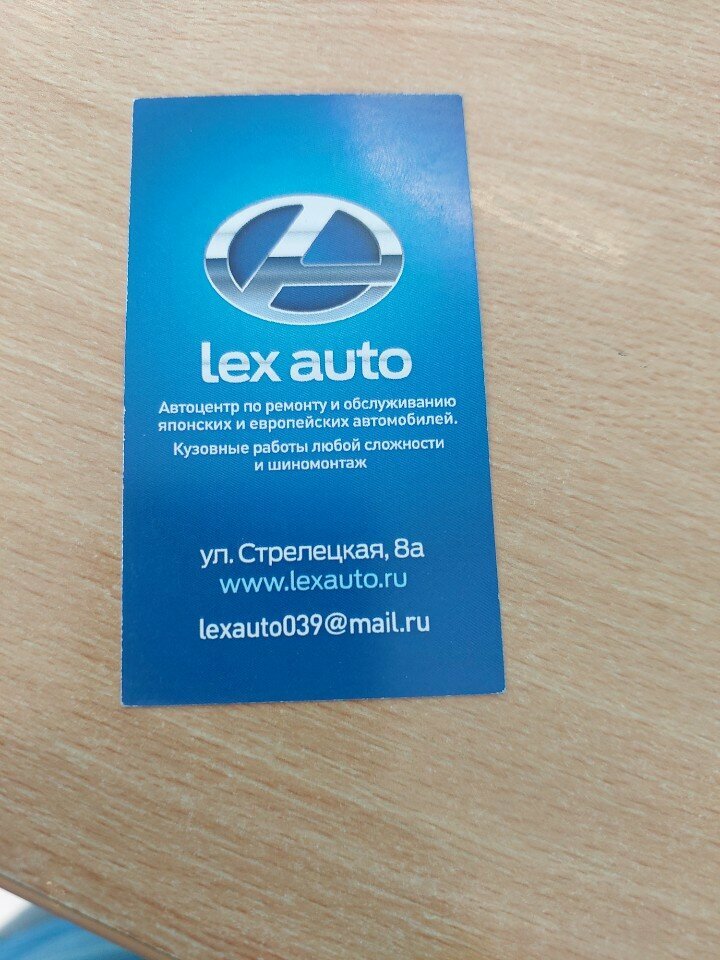 lex auto
Автоцентр по ремонту и обслуживанию
японских и европейских автомобилей.
Кузовные работы любой сложности
и шиномонтаж
ул. Стрелецкая, 8а
www.lexauto.ru
lexauto039@mail.ru